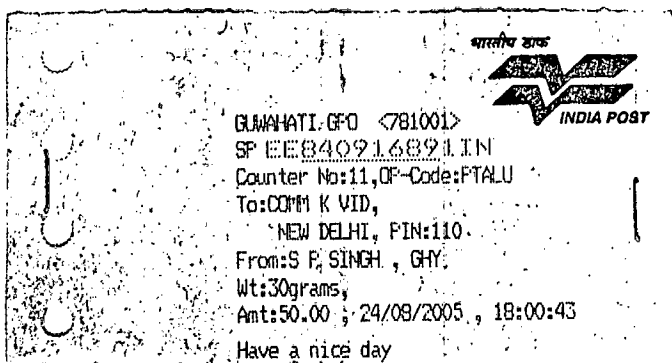 भारतीय डाक
INDIA POST
GUWAHATI GPO <781001>
SP EE840916891IN
Counter No:11,OP-Code:PTALU
To:COMM K VID,
NEW DELHI, PIN:110
From:S P SINGH , GHY.
Wt:30grams,
Amt:50.00 , 24/08/2005 , 18:00:43
Have a nice day